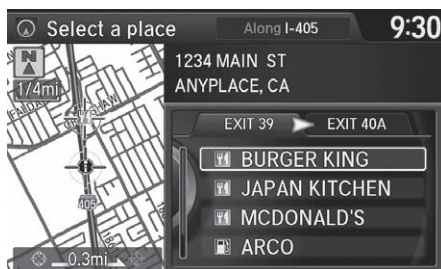 Select a place
Along I-405
9:30
N
1/4mi
1234 MAIN ST
ANYPLACE, CA
EXIT 39
EXIT 40A
BURGER KING
JAPAN KITCHEN
MCDONALD'S
ARCO
405
0.3mi